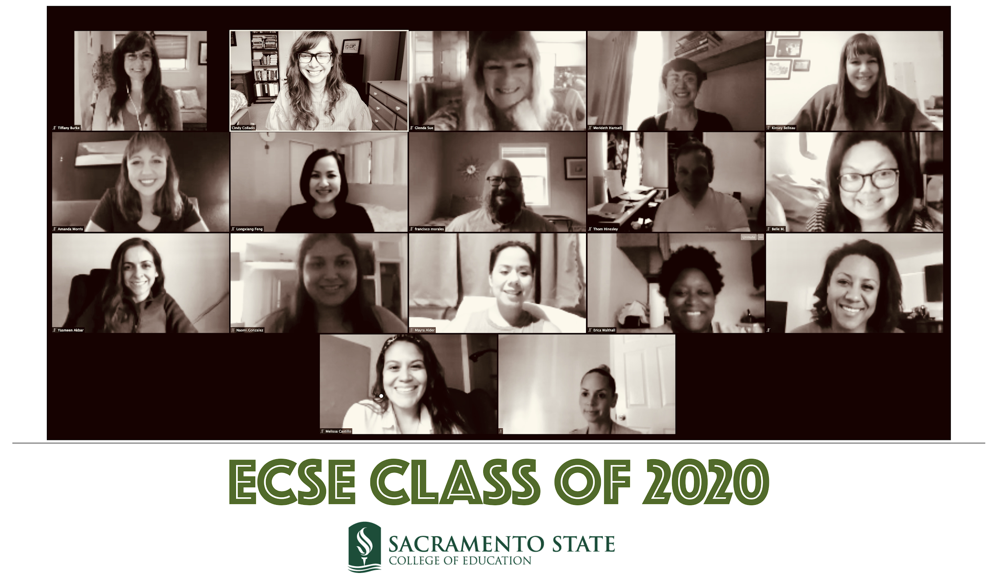 Tiffany Burke
Cindy Collado
Glenda Sue
Merideth Hartsell
Kinsey Belleau
Amanda Morris
Longxiang Feng
francisco morales
Thom Hinesley
Belle M.
Unmute ...
Yasmeen Akbar
Naomi.Gonzalez
Mayra Alder
Erica Walthall
Melissa Castillo
ECSE CLASS OF 2020
SACRAMENTO STATE
COLLEGE OF EDUCATION